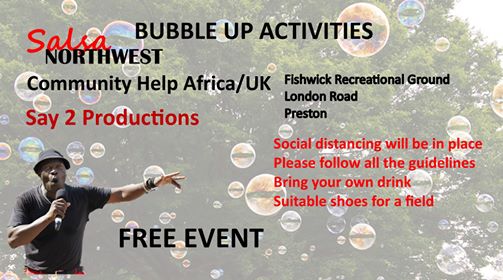 Salsa
NORTHWEST
BUBBLE UP ACTIVITIES
Community Help Africa/UK
Say 2 Productions
Fishwick Recreational Ground
London Road
Preston
Social distancing will be in place
Please follow all the guidelines
Bring your own drink
Suitable shoes for a field
FREE EVENT